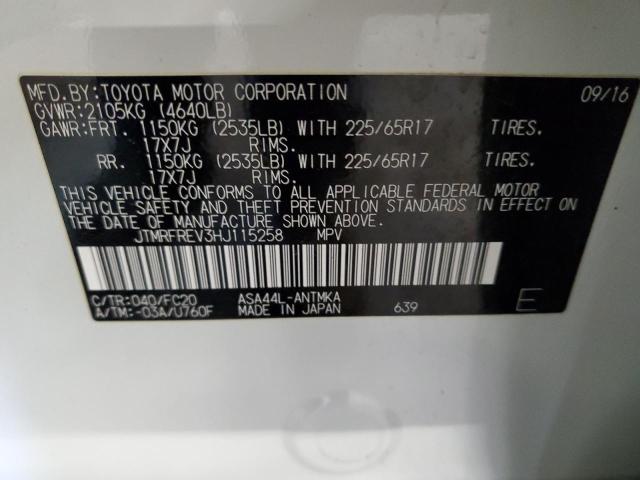 MFD.BY:TOYOTA MOTOR CORPORATION 09/16
GVWR:2105KG (4640LB)
GAWR:FRT. 1150KG (2535LB) WITH 225/65R17 TIRES.
17X7J RIMS.
RR. 1150KG (2535LB) WITH 225/65R17 TIRES.
17X7J RIMS.
THIS VEHICLE CONFORMS TO ALL APPLICABLE FEDERAL MOTOR
VEHICLE SAFETY AND THEFT PREVENTION STANDARDS IN EFFECT ON
THE DATE OF MANUFACTURE SHOWN ABOVE.
JTMRFREV3HJ115258 MPV
C/TR:040/FC20 ASA44L-ANTMKA
A/TM:-03A/U760F MADE IN JAPAN 639 E